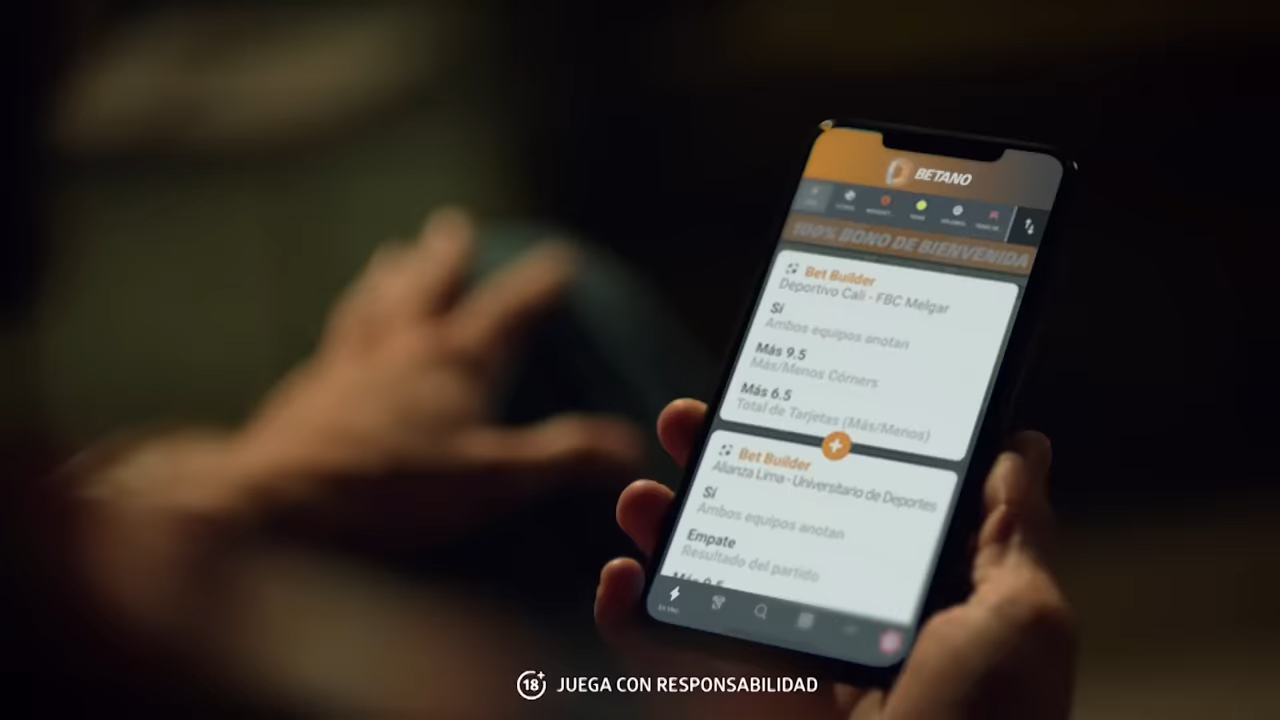 BETANO
100% BONO DE BIENVENIDA
Bet Builder
Deportivo Cali - FBC Melgar
Sí
Ambos equipos anotan
Más 9.5
Más/Menos Córners
Más 6.5
Total de Tarjetas (Más/Menos)
Bet Builder
Alianza Lima - Universitario de Deportes
Sí
Ambos equipos anotan
Empate
Resultado del partido
18+ JUEGA CON RESPONSABILIDAD